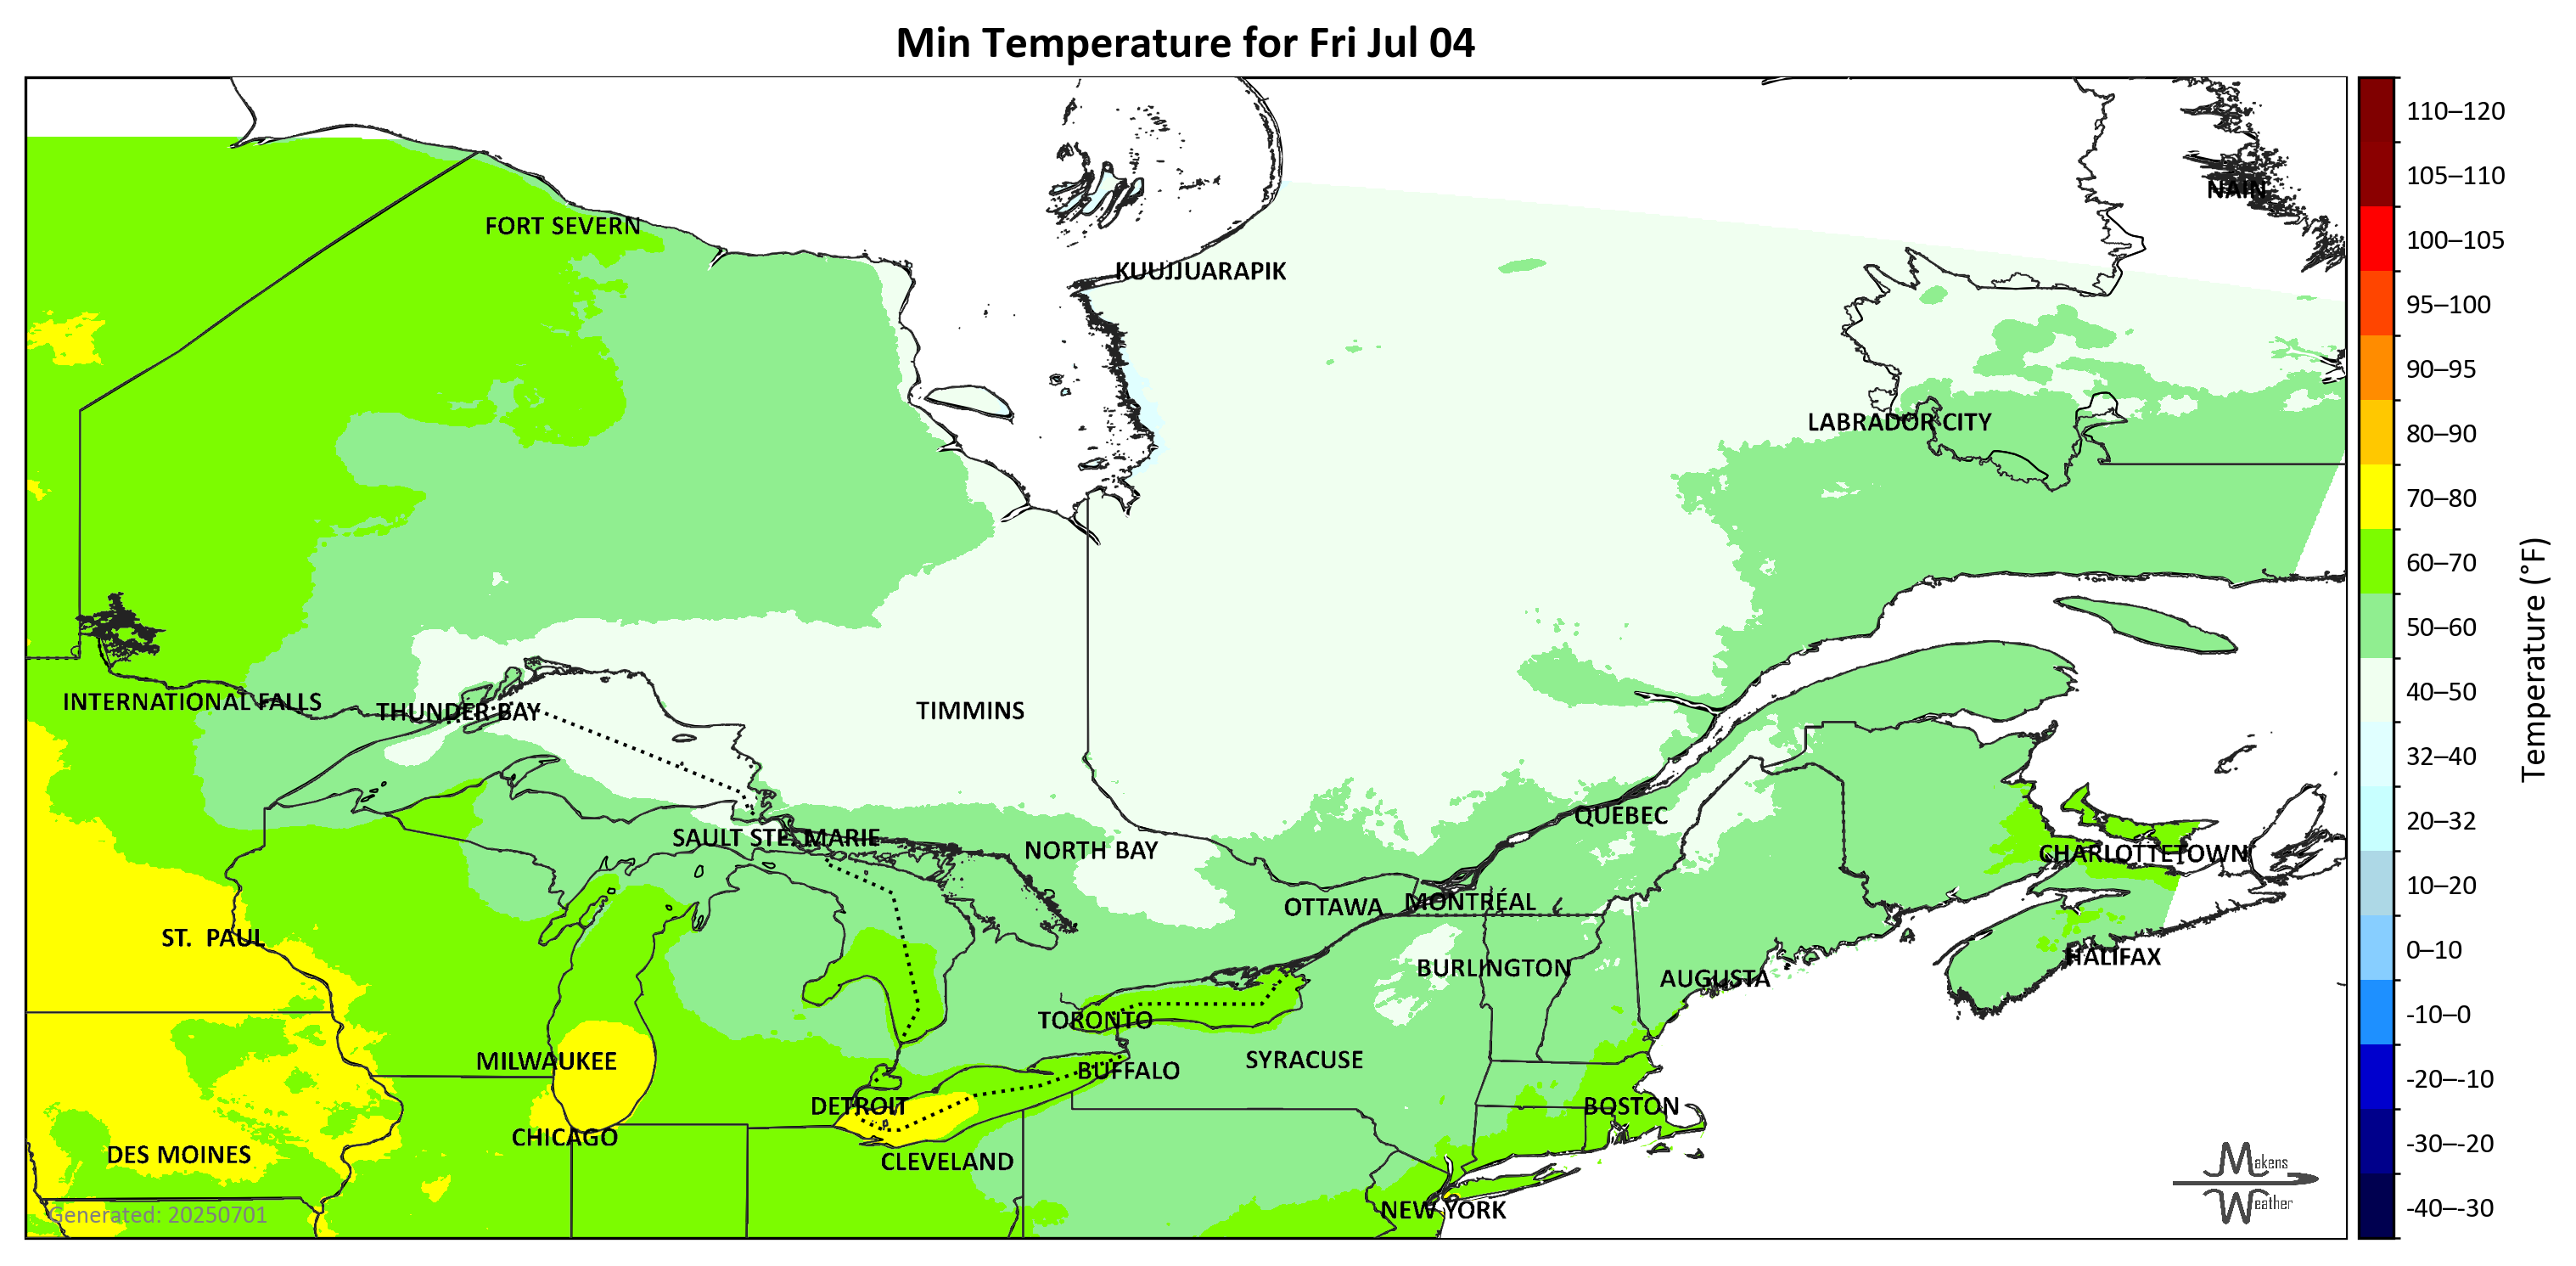 Min Temperature for Fri Jul 04
110–120
105–110
NAIN
FORT SEVERN
100–105
KUUJJUARAPIK
95–100
90–95
LABRADOR CITY
80–90
70–80
60–70
50–60
40–50
INTERNATIONAL FALLS
THUNDER BAY
TIMMINS
32–40
Temperature (°F)
20–32
QUÉBEC
SAULT STE. MARIE
NORTH BAY
CHARLOTTETOWN
10–20
OTTAWA
MONTRÉAL
ST. PAUL
0–10
HALIFAX
BURLINGTON
AUGUSTA
-10–0
TORONTO
MILWAUKEE
SYRACUSE
BUFFALO
-20–-10
DETROIT
BOSTON
CHICAGO
-30–-20
DES MOINES
CLEVELAND
Makens
Weather
NEW YORK
-40–-30
Generated: 20250701